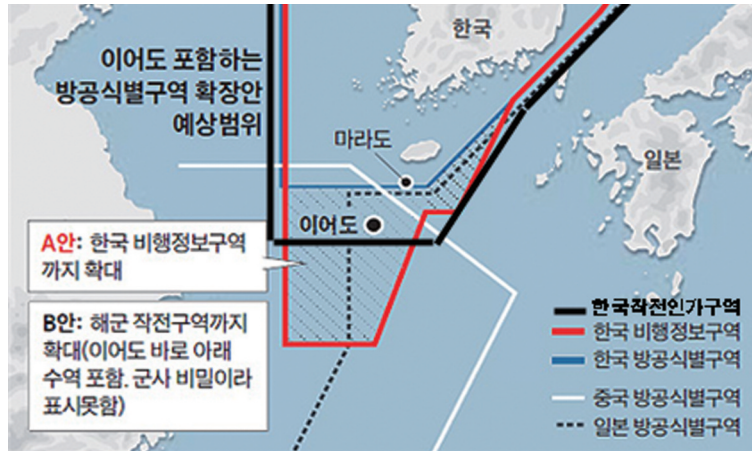 한국
이어도 포함하는
방공식별구역 확장안
예상범위
마라도
일본
이어도
A안: 한국 비행정보구역
까지 확대
B안: 해군 작전구역까지
확대(이어도 바로 아래
수역 포함. 군사 비밀이라
표시못함)
한국작전인가구역
한국 비행정보구역
한국 방공식별구역
중국 방공식별구역
일본 방공식별구역